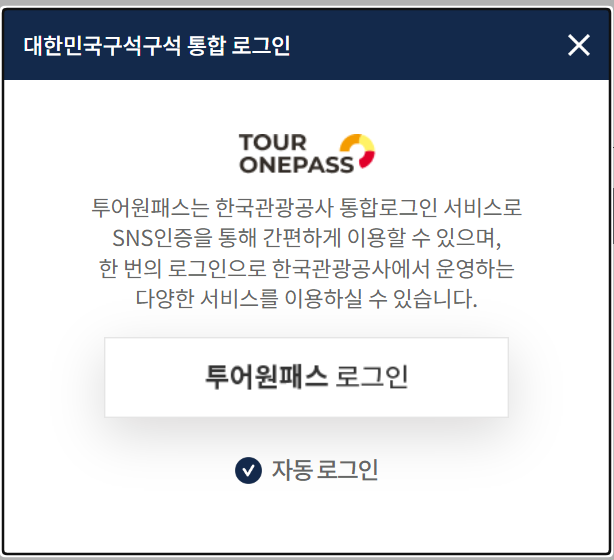 대한민국구석구석 통합 로그인
TOUR
ONEPASS
투어원패스는 한국관광공사 통합로그인 서비스로
SNS인증을 통해 간편하게 이용할 수 있으며,
한 번의 로그인으로 한국관광공사에서 운영하는
다양한 서비스를 이용하실 수 있습니다.
투어원패스 로그인
자동 로그인